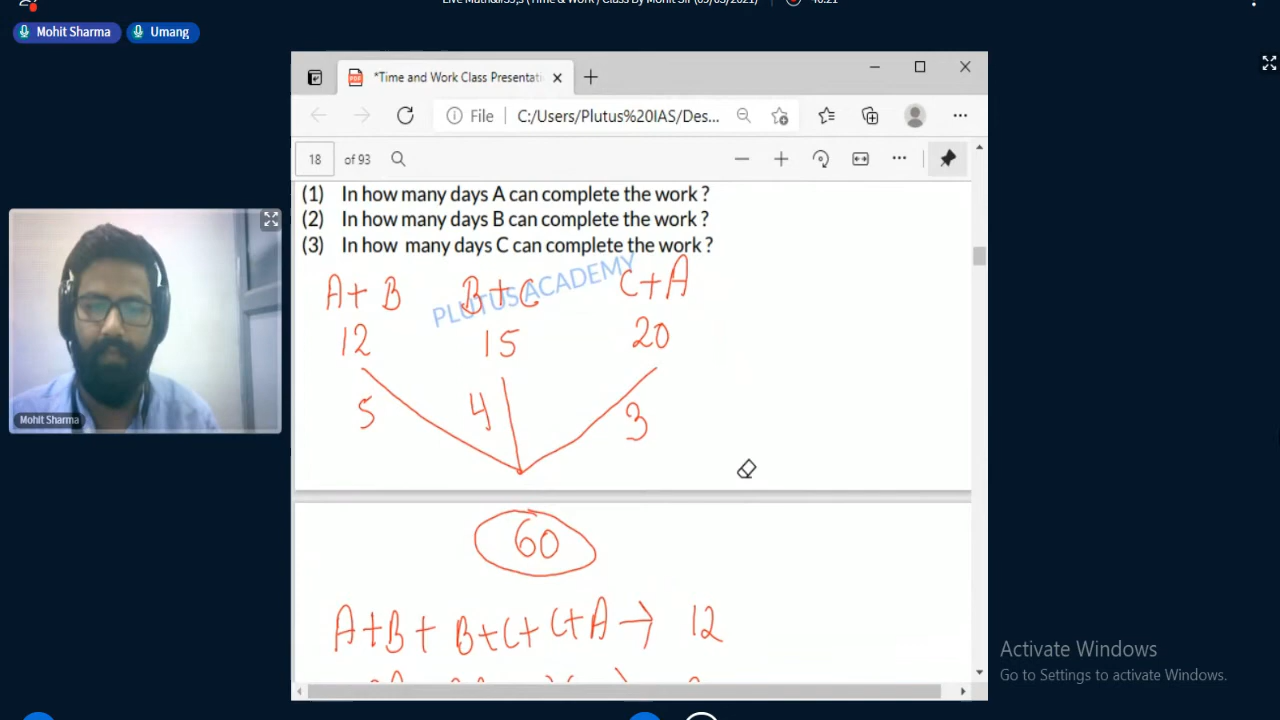 Mohit Sharma Umang
*Time and Work Class Presentati
File C:/Users/Plutus%20IAS/Des...
18 of 93
(1) In how many days A can complete the work ?
(2) In how many days B can complete the work ?
(3) In how many days C can complete the work ?
PLUTUS ACADEMY
A+ B B+C C+A
12 15 20
5 4 3
Mohit Sharma
60
A+B+ B+C+ C+A → 12
Activate Windows
Go to Settings to activate Windows.